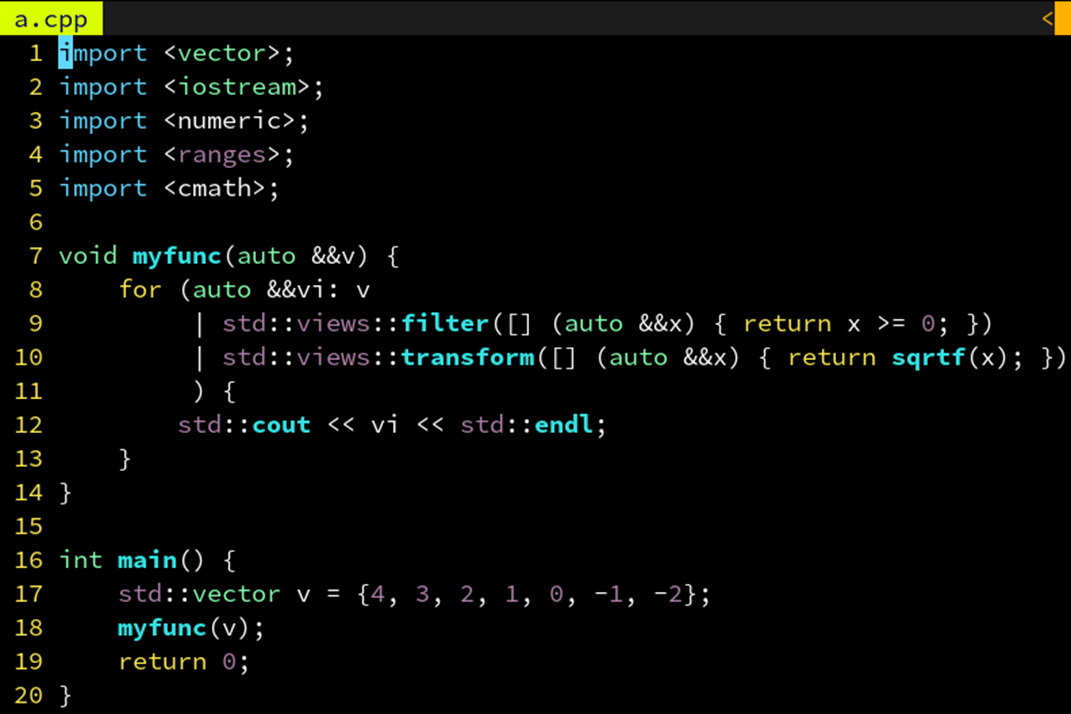 a.cpp <
1 import <vector>;
2 import <iostream>;
3 import <numeric>;
4 import <ranges>;
5 import <cmath>;
6
7 void myfunc(auto &&v) {
8     for (auto &&vi: v
9          | std::views::filter([] (auto &&x) { return x >= 0; })
10          | std::views::transform([] (auto &&x) { return sqrtf(x); })
11          ) {
12         std::cout << vi << std::endl;
13     }
14 }
15
16 int main() {
17     std::vector v = {4, 3, 2, 1, 0, -1, -2};
18     myfunc(v);
19     return 0;
20 }